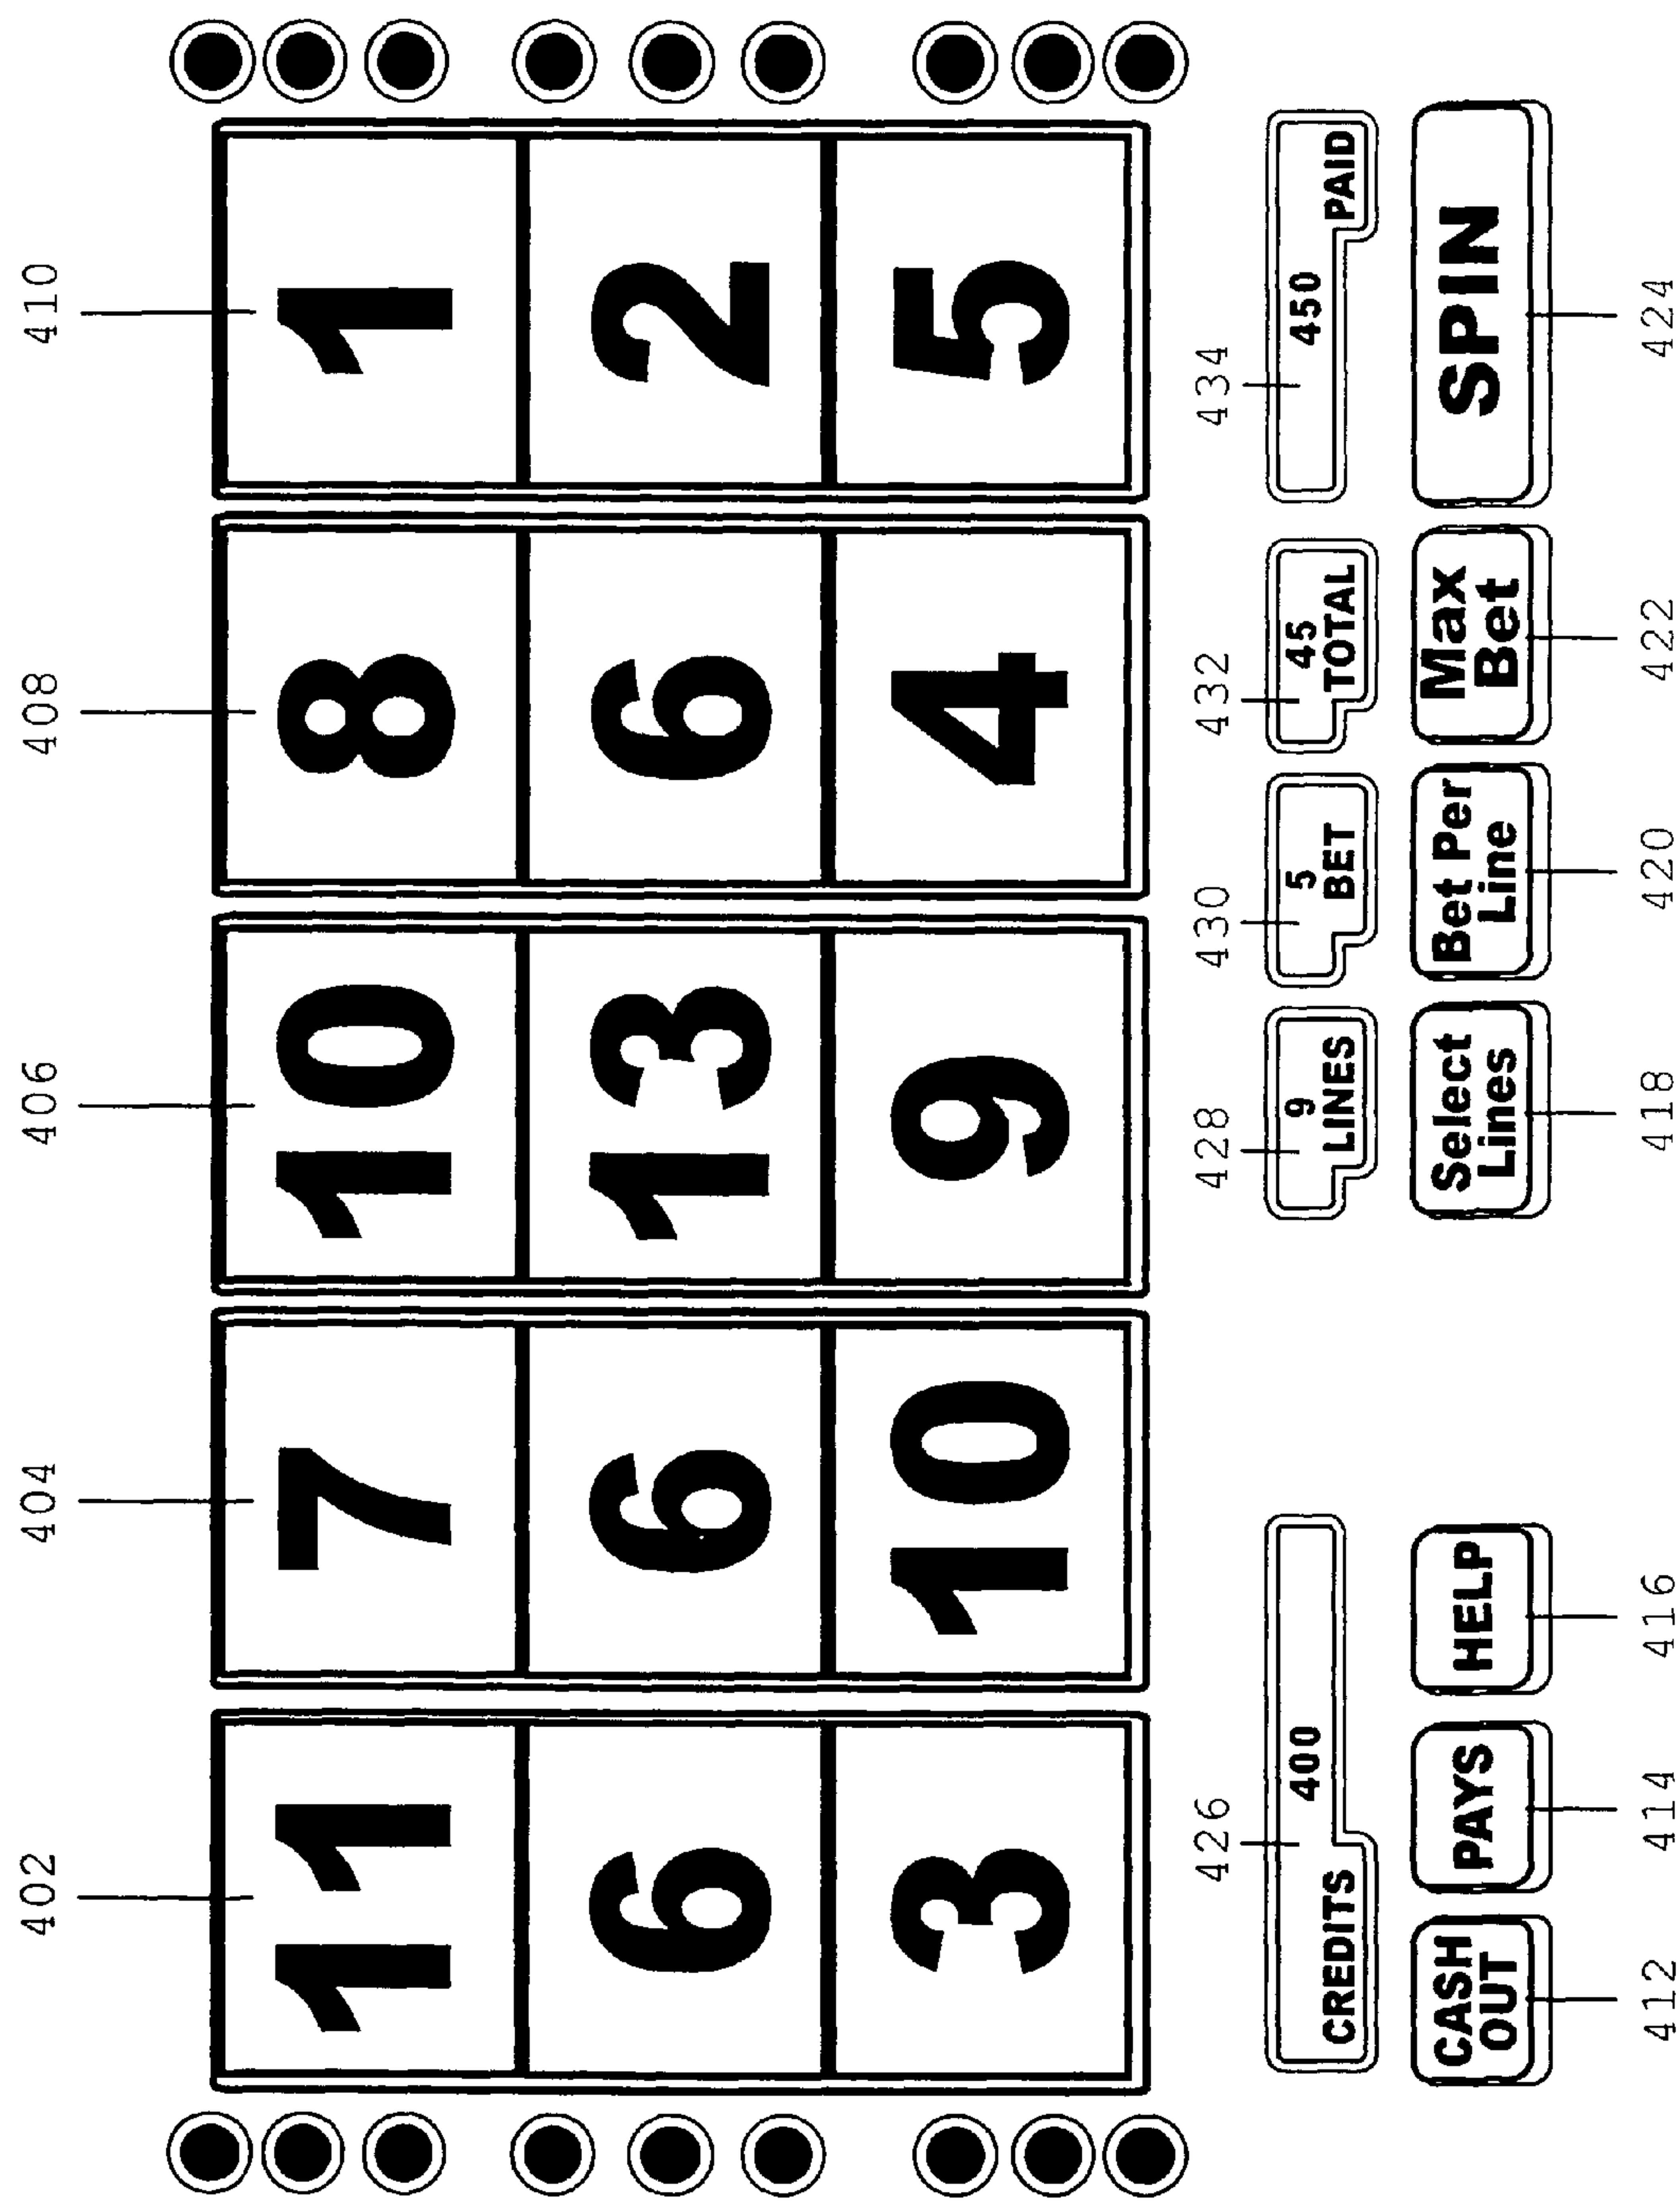 402 404 406 408 410
11 7 10 8 1
6 6 13 6 2
3 10 9 4 5
426 428 430 432 434
400 9 5 45 450
CREDITS LINES BET TOTAL PAID
CASH OUT
PAYS
HELP
Select Lines
Bet Per Line
Max Bet
SPIN
412 414 416 418 420 422 424